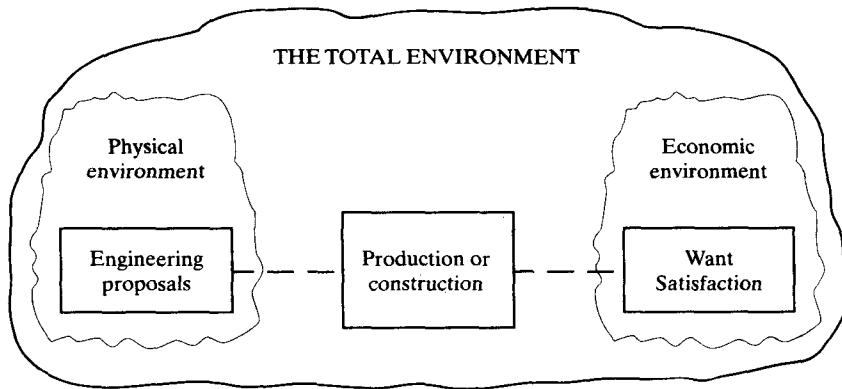 THE TOTAL ENVIRONMENT
Physical
environment
Economic
environment
Engineering
proposals
Production or
construction
Want
Satisfaction